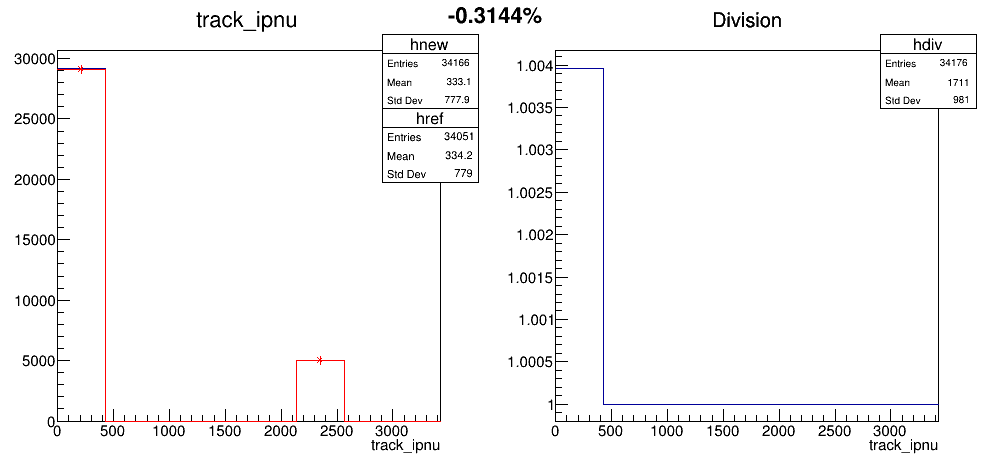 track_ipnu
-0.3144%
Division
hnew
Entries 34166
Mean 333.1
Std Dev 777.9
href
Entries 34051
Mean 334.2
Std Dev 779
30000
25000
20000
15000
10000
5000
0
0 500 1000 1500 2000 2500 3000
track_ipnu
hdiv
Entries 34176
Mean 1711
Std Dev 981
1.004
1.0035
1.003
1.0025
1.002
1.0015
1.001
1.0005
1
0 500 1000 1500 2000 2500 3000
track_ipnu